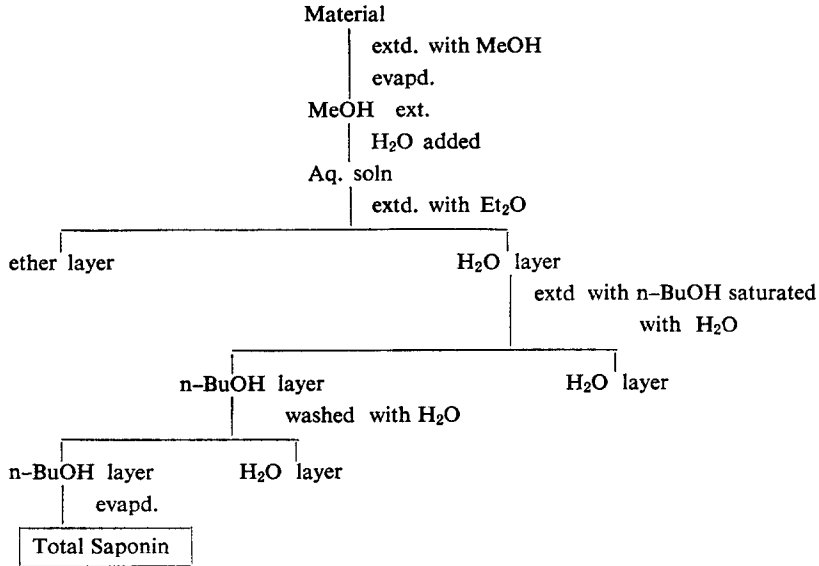 Material
extd. with MeOH
evapd.
MeOH ext.
H₂O added
Aq. soln
extd. with Et₂O
ether layer
H₂O layer
extd with n-BuOH saturated
with H₂O
n-BuOH layer
H₂O layer
washed with H₂O
n-BuOH layer
H₂O layer
evapd.
Total Saponin